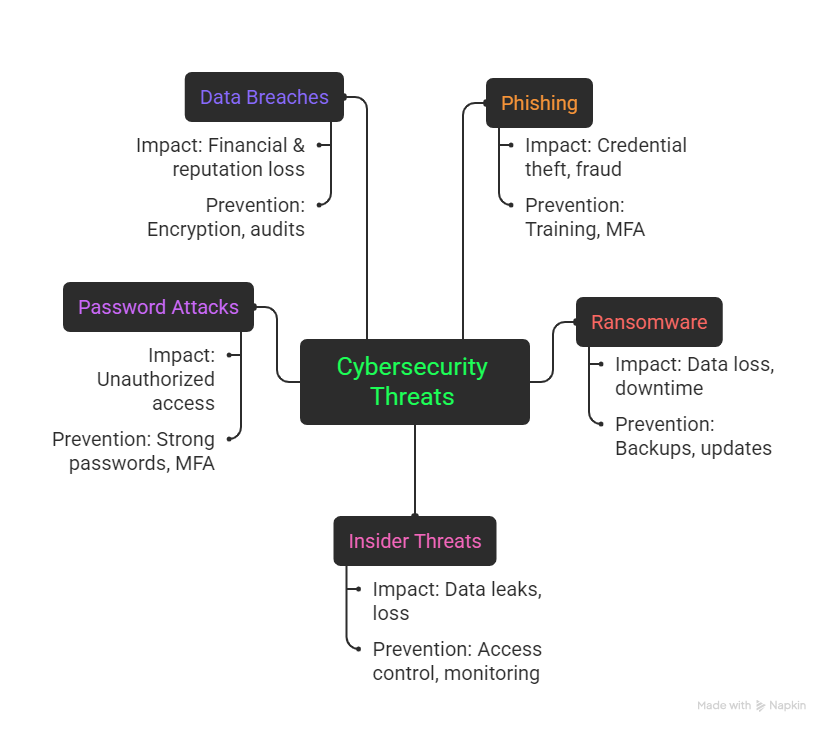 Data Breaches
Impact: Financial &
reputation loss
Prevention:
Encryption, audits
Phishing
Impact: Credential
theft, fraud
Prevention:
Training, MFA
Password Attacks
Impact:
Unauthorized
access
Prevention: Strong
passwords, MFA
Ransomware
Impact: Data loss,
downtime
Prevention:
Backups, updates
Cybersecurity
Threats
Insider Threats
Impact: Data leaks,
loss
Prevention: Access
control, monitoring
Made with Napkin